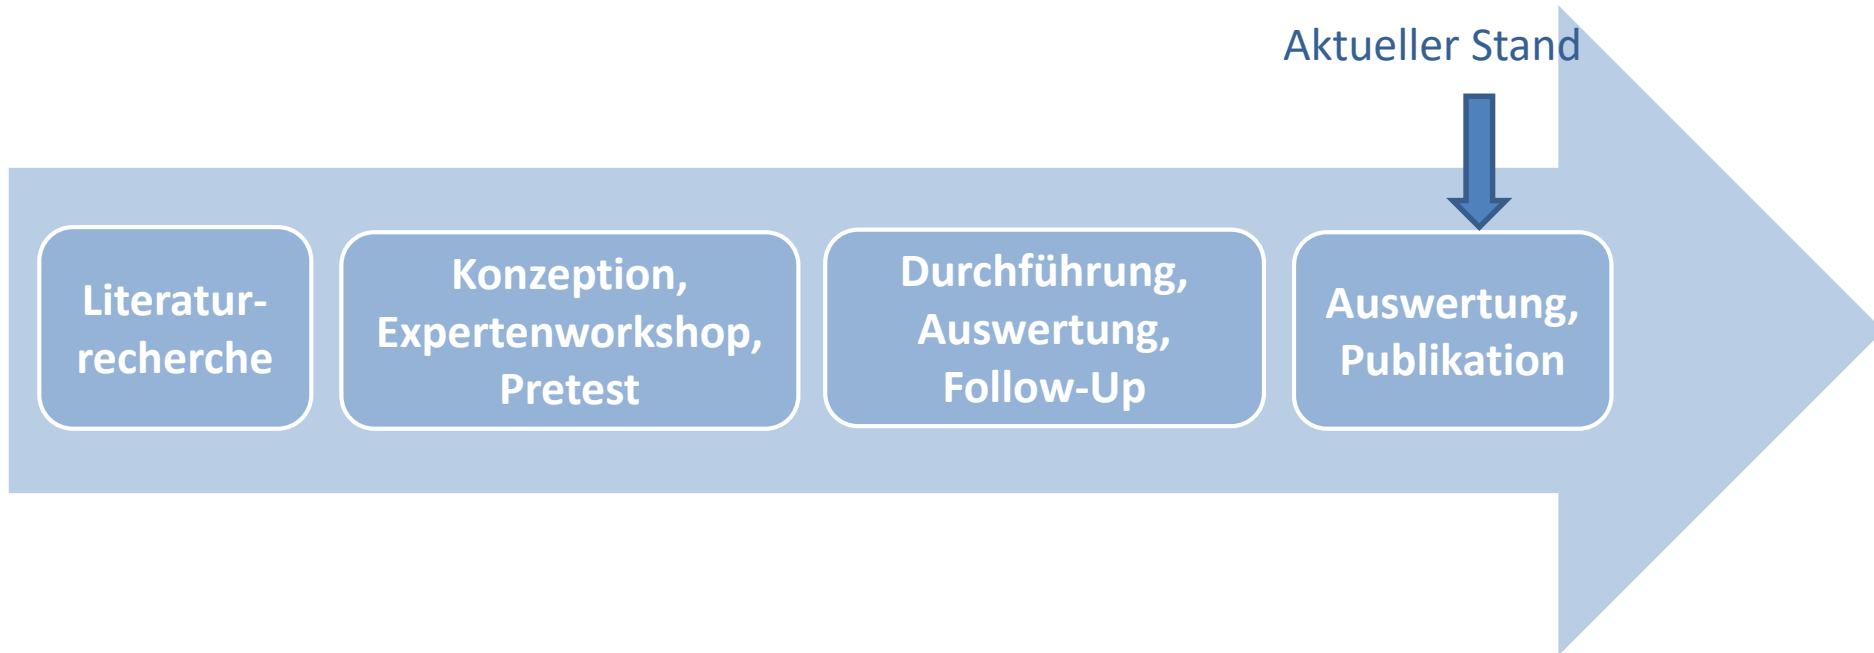 Aktueller Stand
Literatur-
recherche
Konzeption,
Expertenworkshop,
Pretest
Durchführung,
Auswertung,
Follow-Up
Auswertung,
Publikation